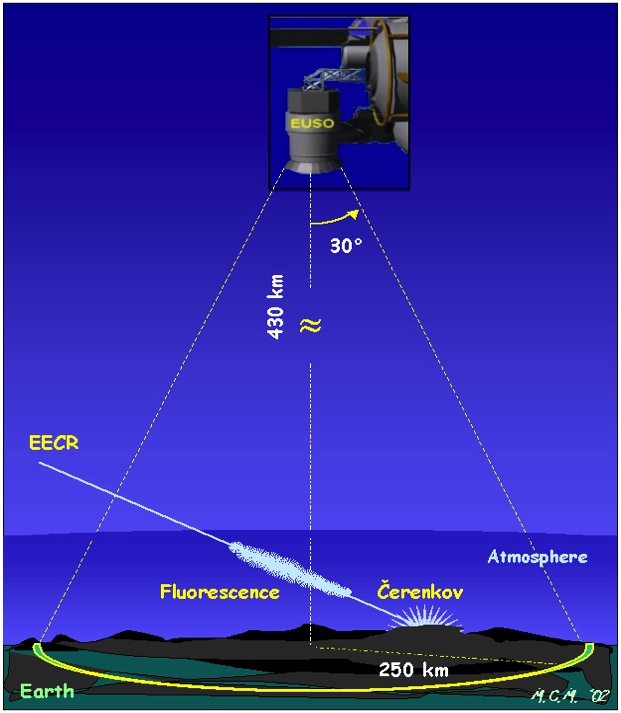 EUSO
30°
430 km
≈
EECR
Atmosphere
Fluorescence
Čerenkov
250 km
Earth
M.C.M. '02